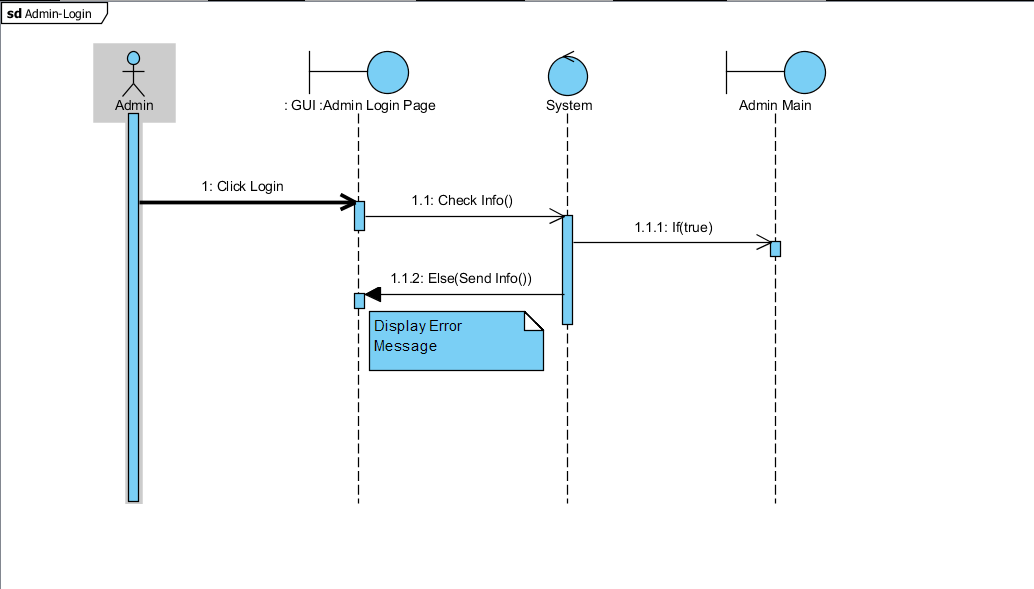 sd Admin-Login
Admin
: GUI :Admin Login Page
System
Admin Main
1: Click Login
1.1: Check Info()
1.1.1: If(true)
1.1.2: Else(Send Info())
Display Error
Message